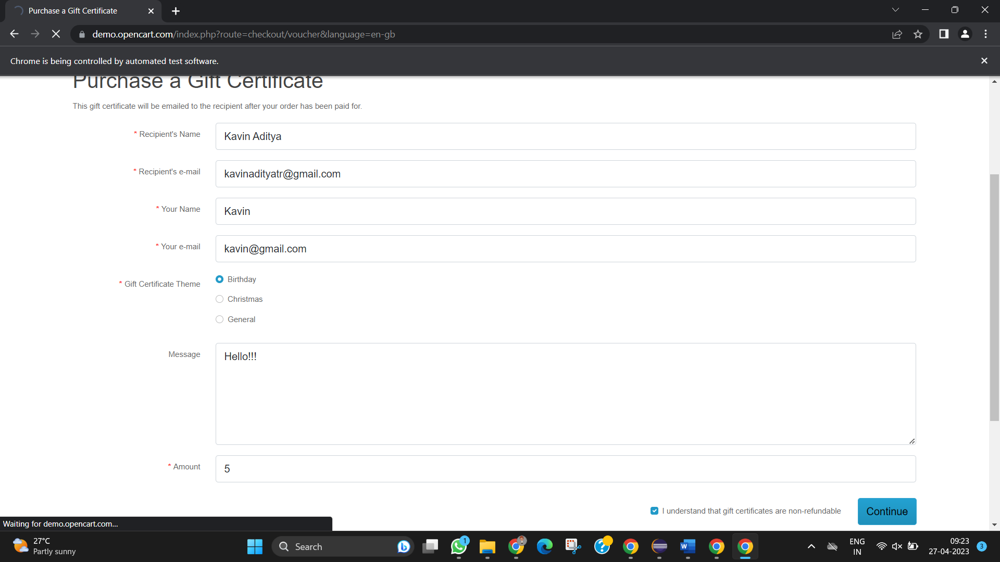 Purchase a Gift Certificate
demo.opencart.com/index.php?route=checkout/voucher&language=en-gb
Chrome is being controlled by automated test software.
Purchase a Gift Certificate
This gift certificate will be emailed to the recipient after your order has been paid for.
* Recipient's Name
Kavin Aditya
* Recipient's e-mail
kavinadityatr@gmail.com
* Your Name
Kavin
* Your e-mail
kavin@gmail.com
* Gift Certificate Theme
Birthday
Christmas
General
Message
Hello!!!
* Amount
5
I understand that gift certificates are non-refundable
Continue
Waiting for demo.opencart.com...
27°C
Partly sunny
Search
1
W
ENG
IN
09:23
27-04-2023
3